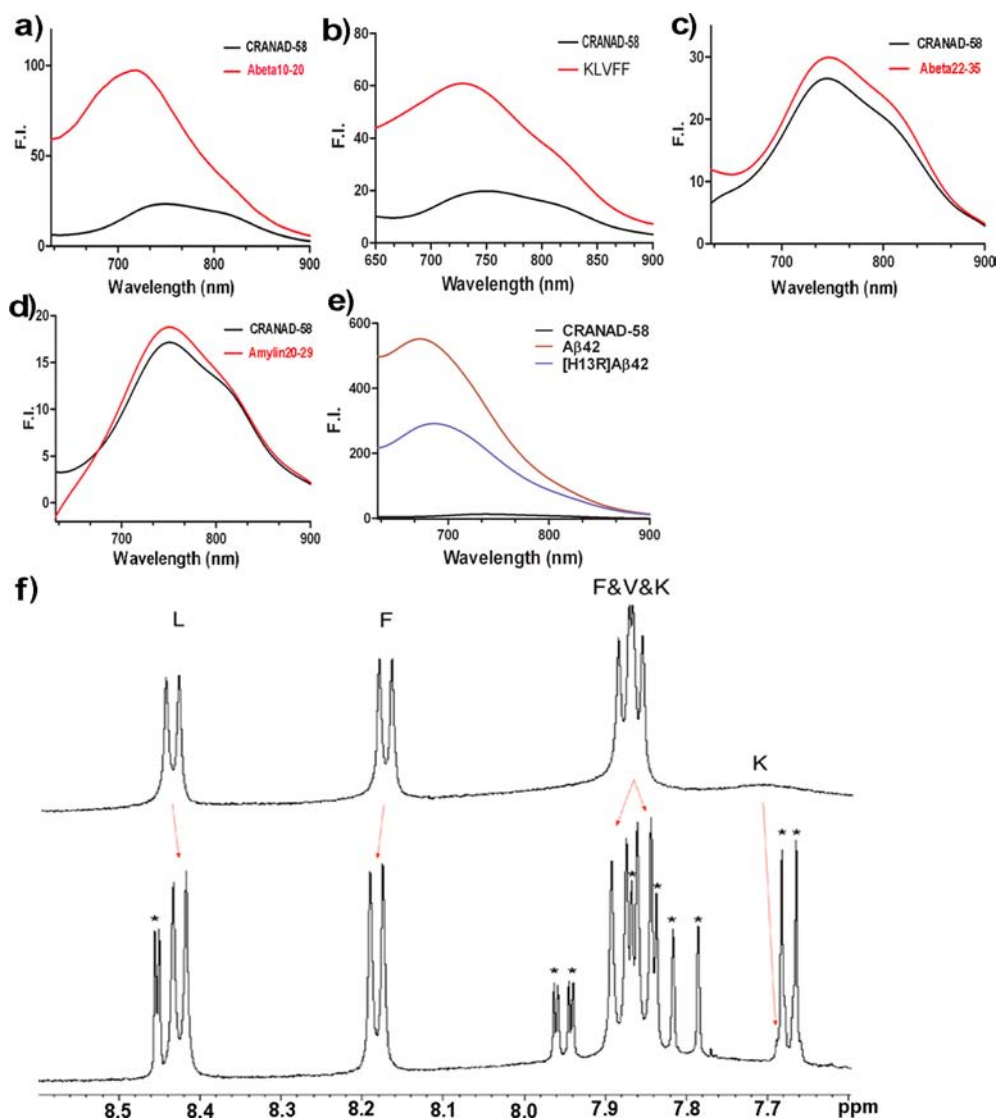 a)
CRANAD-58
Abeta10-20
100
50
0
F.I.
700 800 900
Wavelength (nm)
b)
CRANAD-58
KLVFF
80
60
40
20
0
F.I.
650 700 750 800 850 900
Wavelength (nm)
c)
CRANAD-58
Abeta22-35
30
20
10
0
F.I.
700 800 900
Wavelength (nm)
d)
CRANAD-58
Amylin20-29
20
15
10
5
0
F.I.
700 800 900
Wavelength (nm)
e)
CRANAD-58
Aβ42
[H13R]Aβ42
600
400
200
0
F.I.
700 800 900
Wavelength (nm)
f)
L F F&V&K K
* * * * * * * * *
8.5 8.4 8.3 8.2 8.1 8.0 7.9 7.8 7.7 ppm